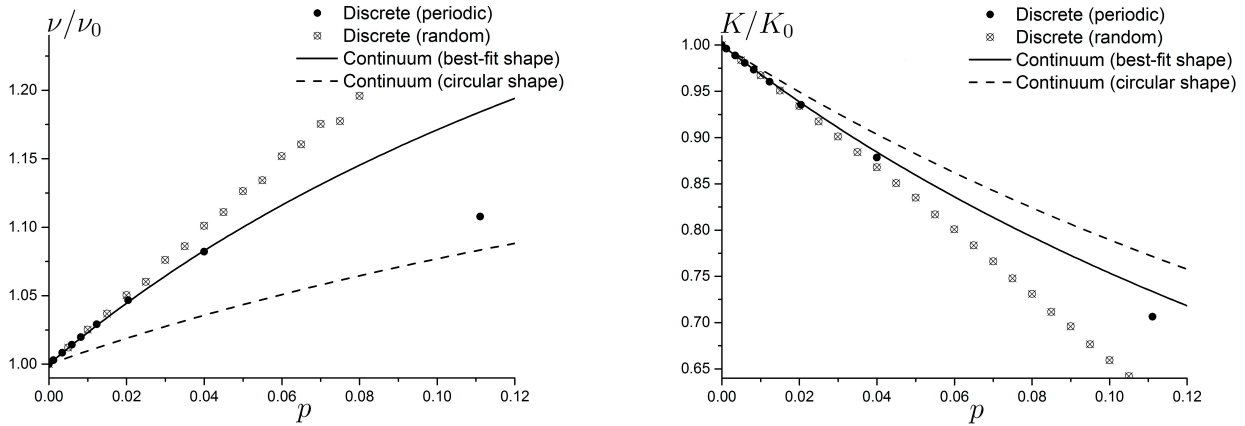 ν/ν0
Discrete (periodic)
Discrete (random)
Continuum (best-fit shape)
Continuum (circular shape)
1.20
1.15
1.10
1.05
1.00
0.00 0.02 0.04 0.06 0.08 0.10 0.12
p
K/K0
Discrete (periodic)
Discrete (random)
Continuum (best-fit shape)
Continuum (circular shape)
1.00
0.95
0.90
0.85
0.80
0.75
0.70
0.65
0.00 0.02 0.04 0.06 0.08 0.10 0.12
p